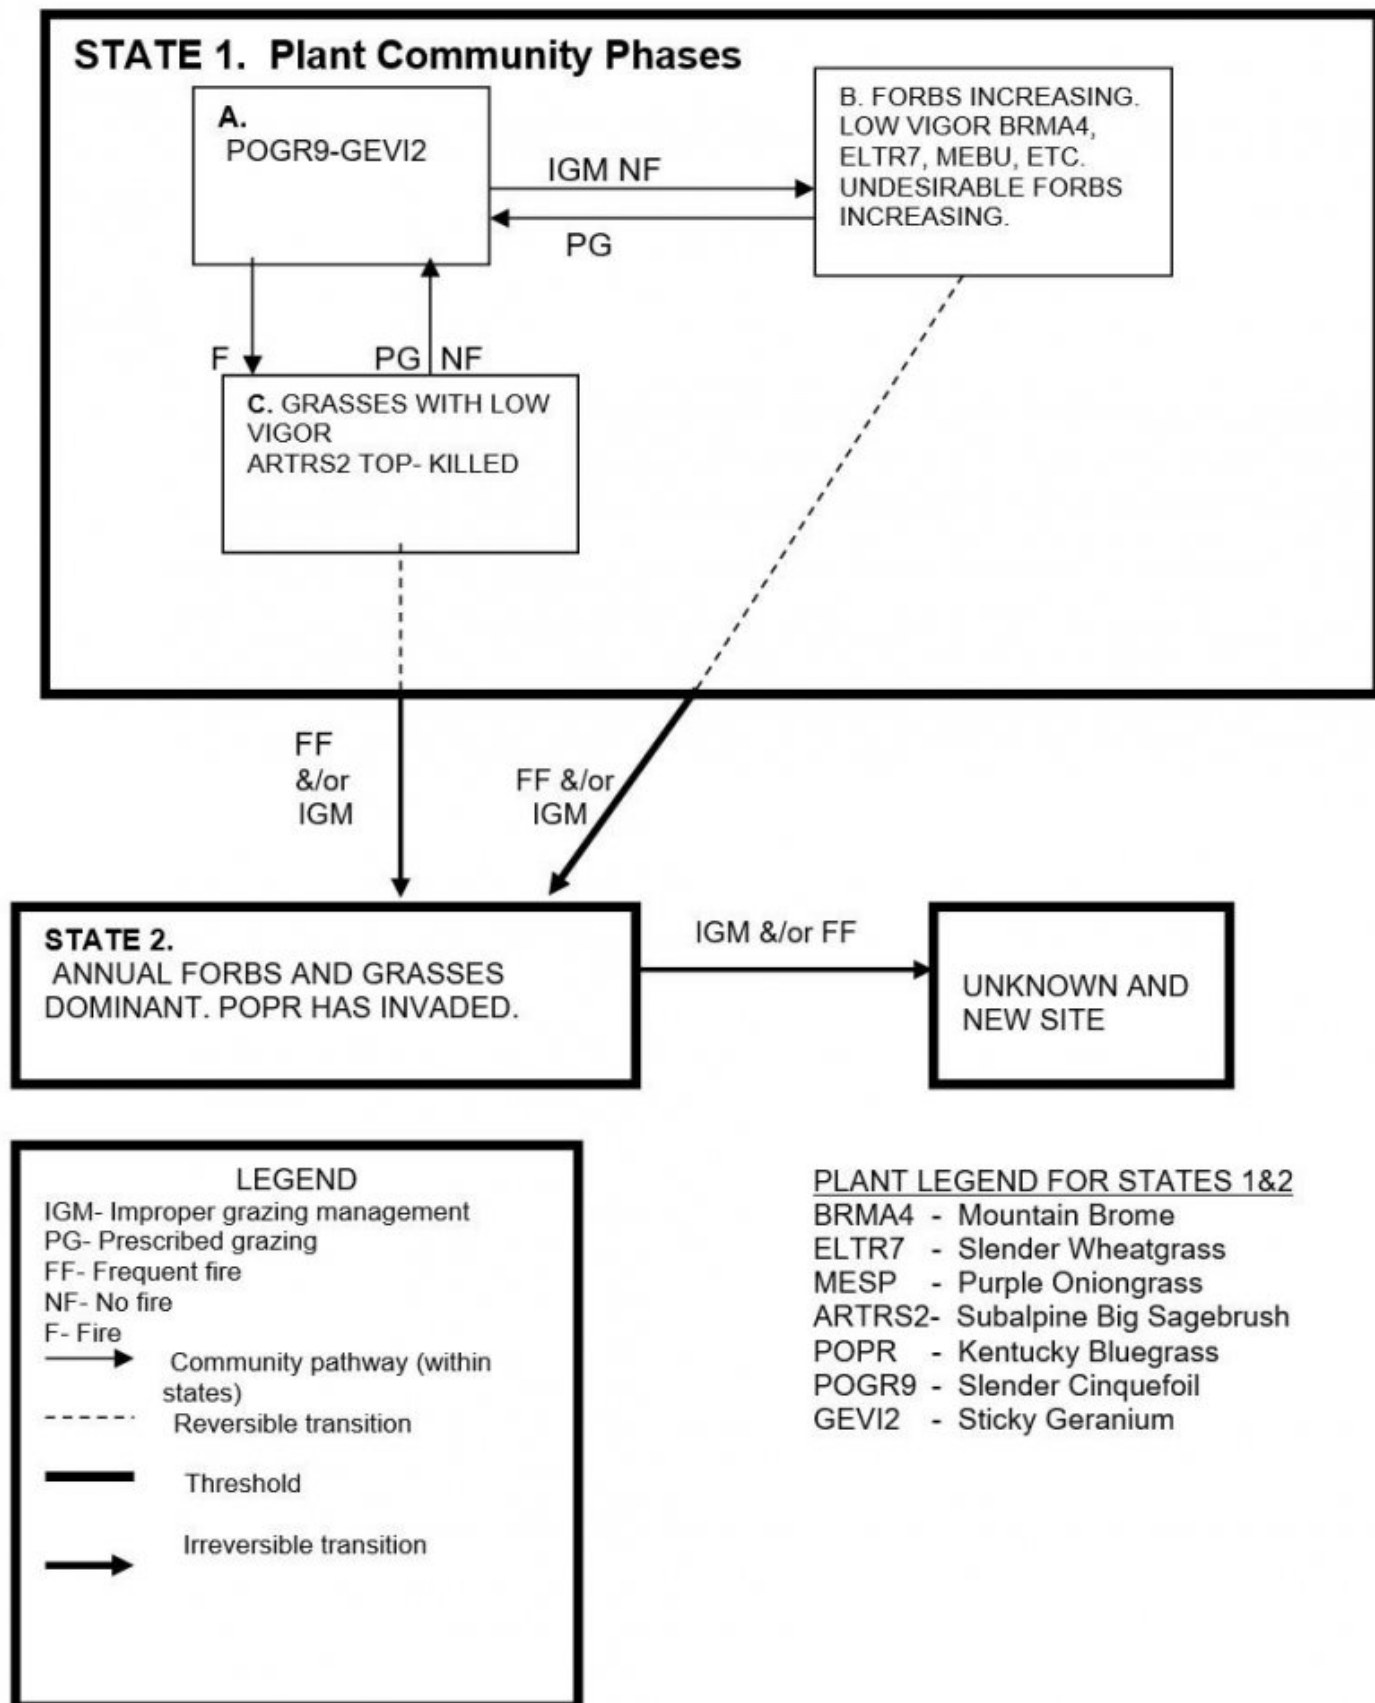 STATE 1. Plant Community Phases
A.
POGR9-GEVI2
IGM NF
PG
B. FORBS INCREASING.
LOW VIGOR BRMA4,
ELTR7, MEBU, ETC.
UNDESIRABLE FORBS
INCREASING.
F
PG NF
C. GRASSES WITH LOW
VIGOR
ARTRS2 TOP- KILLED
FF
&/or
IGM
FF &/or
IGM
STATE 2.
ANNUAL FORBS AND GRASSES
DOMINANT. POPR HAS INVADED.
IGM &/or FF
UNKNOWN AND
NEW SITE
LEGEND
IGM- Improper grazing management
PG- Prescribed grazing
FF- Frequent fire
NF- No fire
F- Fire
Community pathway (within
states)
Reversible transition
Threshold
Irreversible transition
PLANT LEGEND FOR STATES 1&2
BRMA4 - Mountain Brome
ELTR7 - Slender Wheatgrass
MESP - Purple Oniongrass
ARTRS2- Subalpine Big Sagebrush
POPR - Kentucky Bluegrass
POGR9 - Slender Cinquefoil
GEVI2 - Sticky Geranium